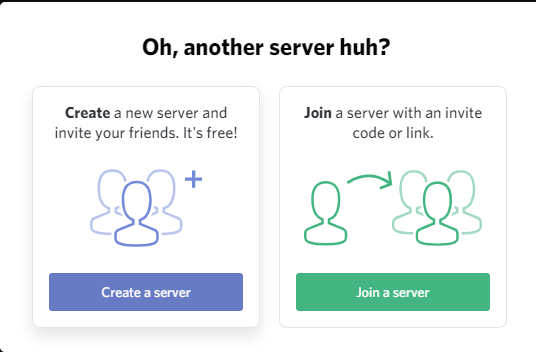 Oh, another server huh?
Create a new server and
invite your friends. It's free!
Create a server
Join a server with an invite
code or link.
Join a server